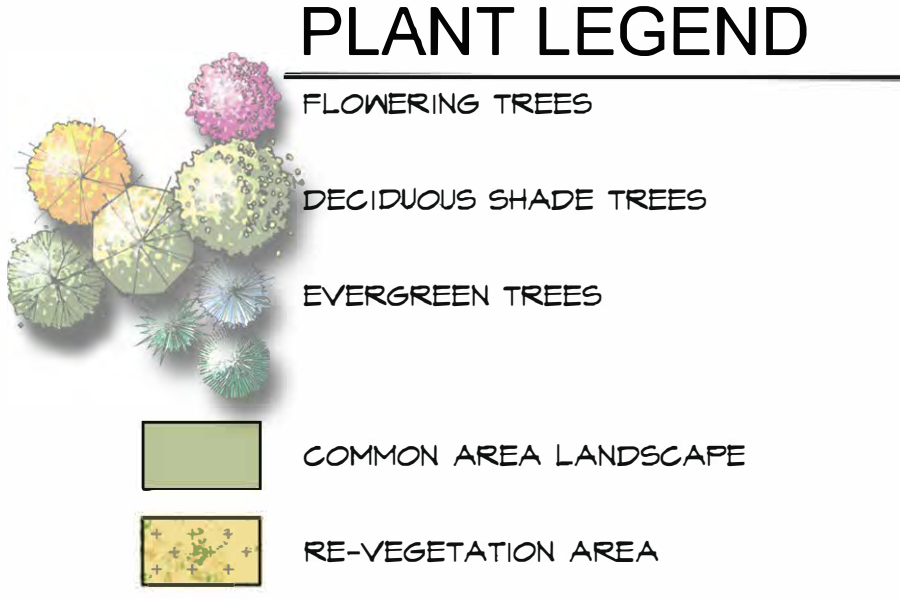 PLANT LEGEND
FLOWERING TREES
DECIDUOUS SHADE TREES
EVERGREEN TREES
COMMON AREA LANDSCAPE
RE-VEGETATION AREA